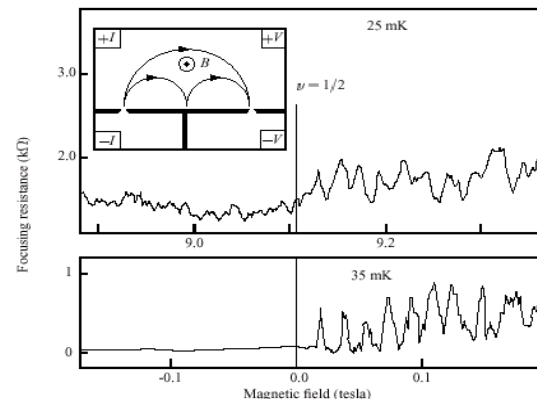 25 mK
+I
+V
B
−I
−V
ν = 1/2
3.0
2.0
Focusing resistance (kΩ)
9.0
9.2
35 mK
1
0
-0.1
0.0
0.1
Magnetic field (tesla)